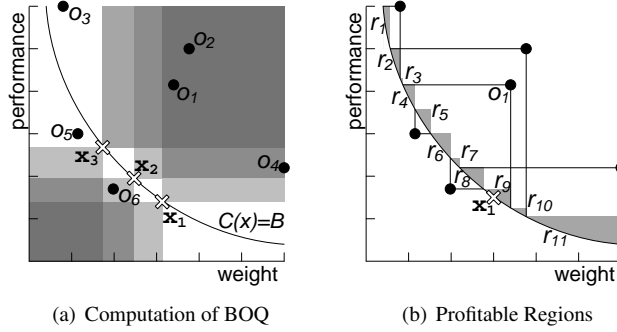 o3
o2
o1
o5
x3
x2
o4
o6
x1
C(x)=B
performance
weight
(a) Computation of BOQ
r1
r2
r3
o1
r4
r5
r6
r7
r8
r9
x1
r10
r11
performance
weight
(b) Profitable Regions